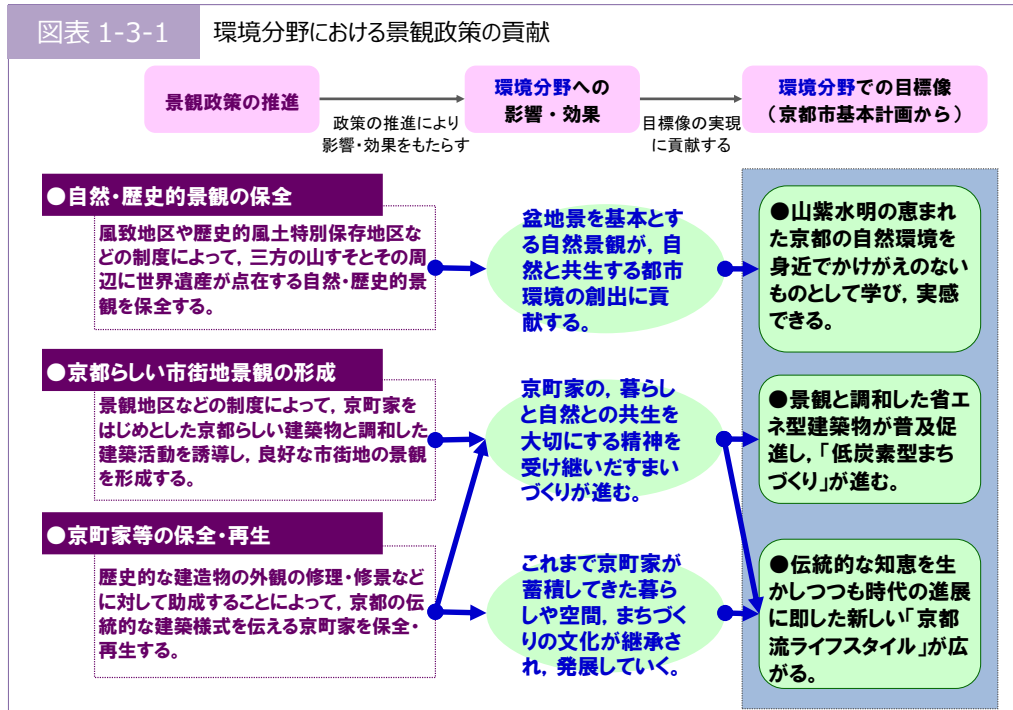 図表 1-3-1
環境分野における景観政策の貢献
景観政策の推進
政策の推進により
影響・効果をもたらす
環境分野への
影響・効果
目標像の実現
に貢献する
環境分野での目標像
(京都市基本計画から)
●自然・歴史的景観の保全
風致地区や歴史的風土特別保存地区な
どの制度によって,三方の山すそとその周
辺に世界遺産が点在する自然・歴史的景
観を保全する。
盆地景を基本とす
る自然景観が,自
然と共生する都市
環境の創出に貢
献する。
●山紫水明の恵まれ
た京都の自然環境を
身近でかけがえのない
ものとして学び,実感
できる。
●京都らしい市街地景観の形成
景観地区などの制度によって,京町家を
はじめとした京都らしい建築物と調和した
建築活動を誘導し,良好な市街地の景観
を形成する。
京町家の,暮らし
と自然との共生を
大切にする精神を
受け継いだすまい
づくりが進む。
●景観と調和した省エ
ネ型建築物が普及促
進し,「低炭素型まち
づくり」が進む。
●京町家等の保全・再生
歴史的な建造物の外観の修理・修景など
に対して助成することによって,京都の伝
統的な建築様式を伝える京町家を保全・
再生する。
これまで京町家が
蓄積してきた暮ら
しや空間,まちづく
りの文化が継承さ
れ,発展していく。
●伝統的な知恵を生
かしつつも時代の進展
に即した新しい「京都
流ライフスタイル」が広
がる。